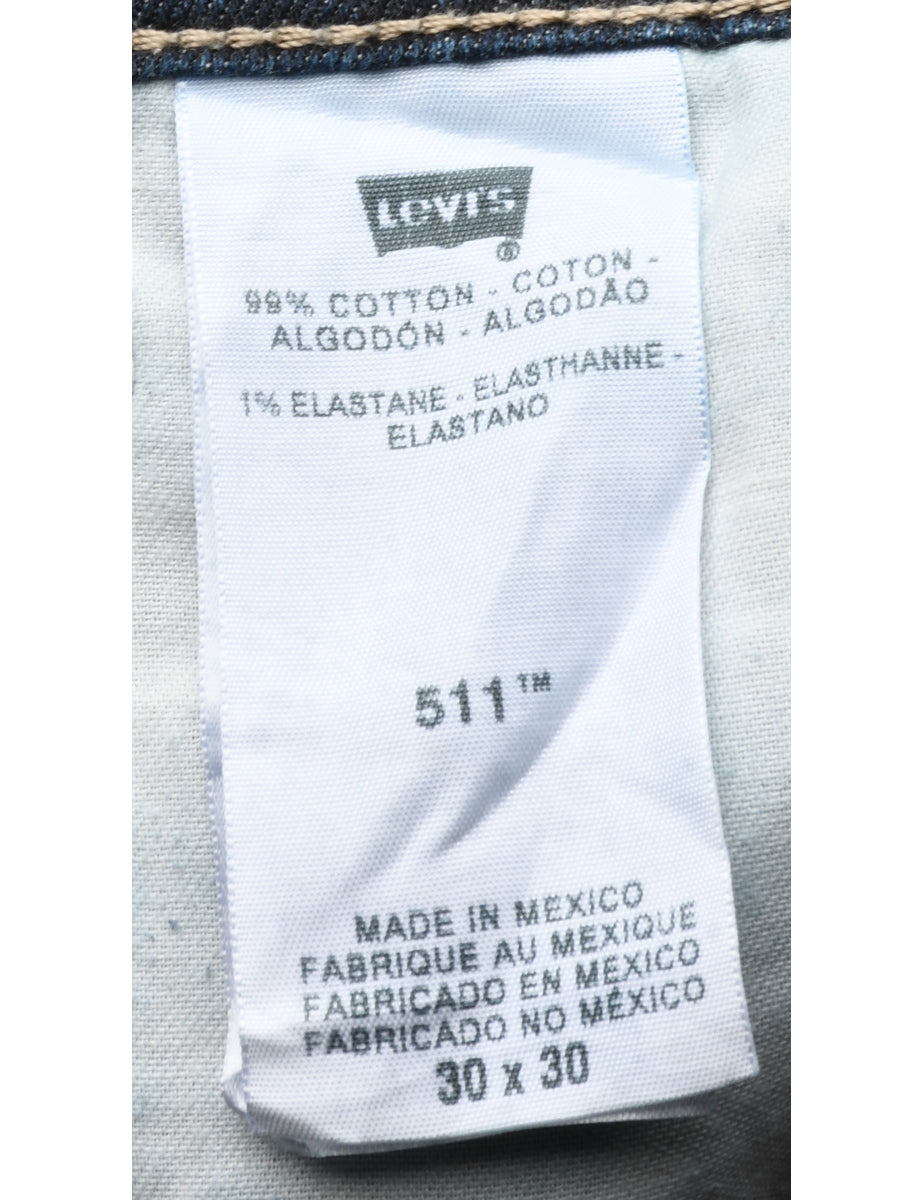 Levi's
®
99% COTTON - COTON -
ALGODÓN - ALGODÃO
1% ELASTANE - ELASTHANNE -
ELASTANO
511™
MADE IN MEXICO
FABRIQUE AU MEXIQUE
FABRICADO EN MEXICO
FABRICADO NO MÉXICO
30 x 30